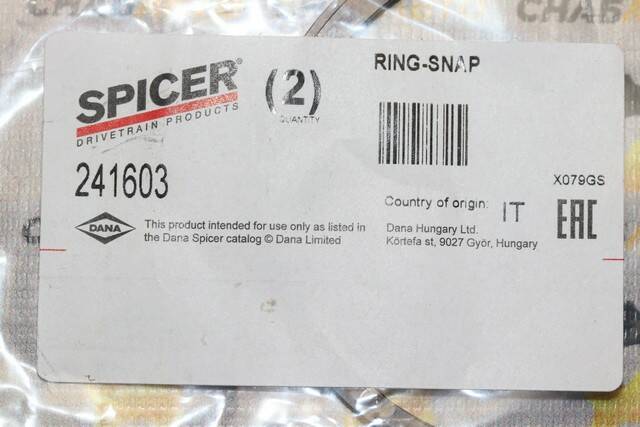 SPICER®
DRIVETRAIN PRODUCTS
(2)
QUANTITY
RING-SNAP
241603
X079GS
Country of origin: IT
EAC
DANA
This product intended for use only as listed in
the Dana Spicer catalog © Dana Limited
Dana Hungary Ltd.
Körtefa st, 9027 Győr, Hungary